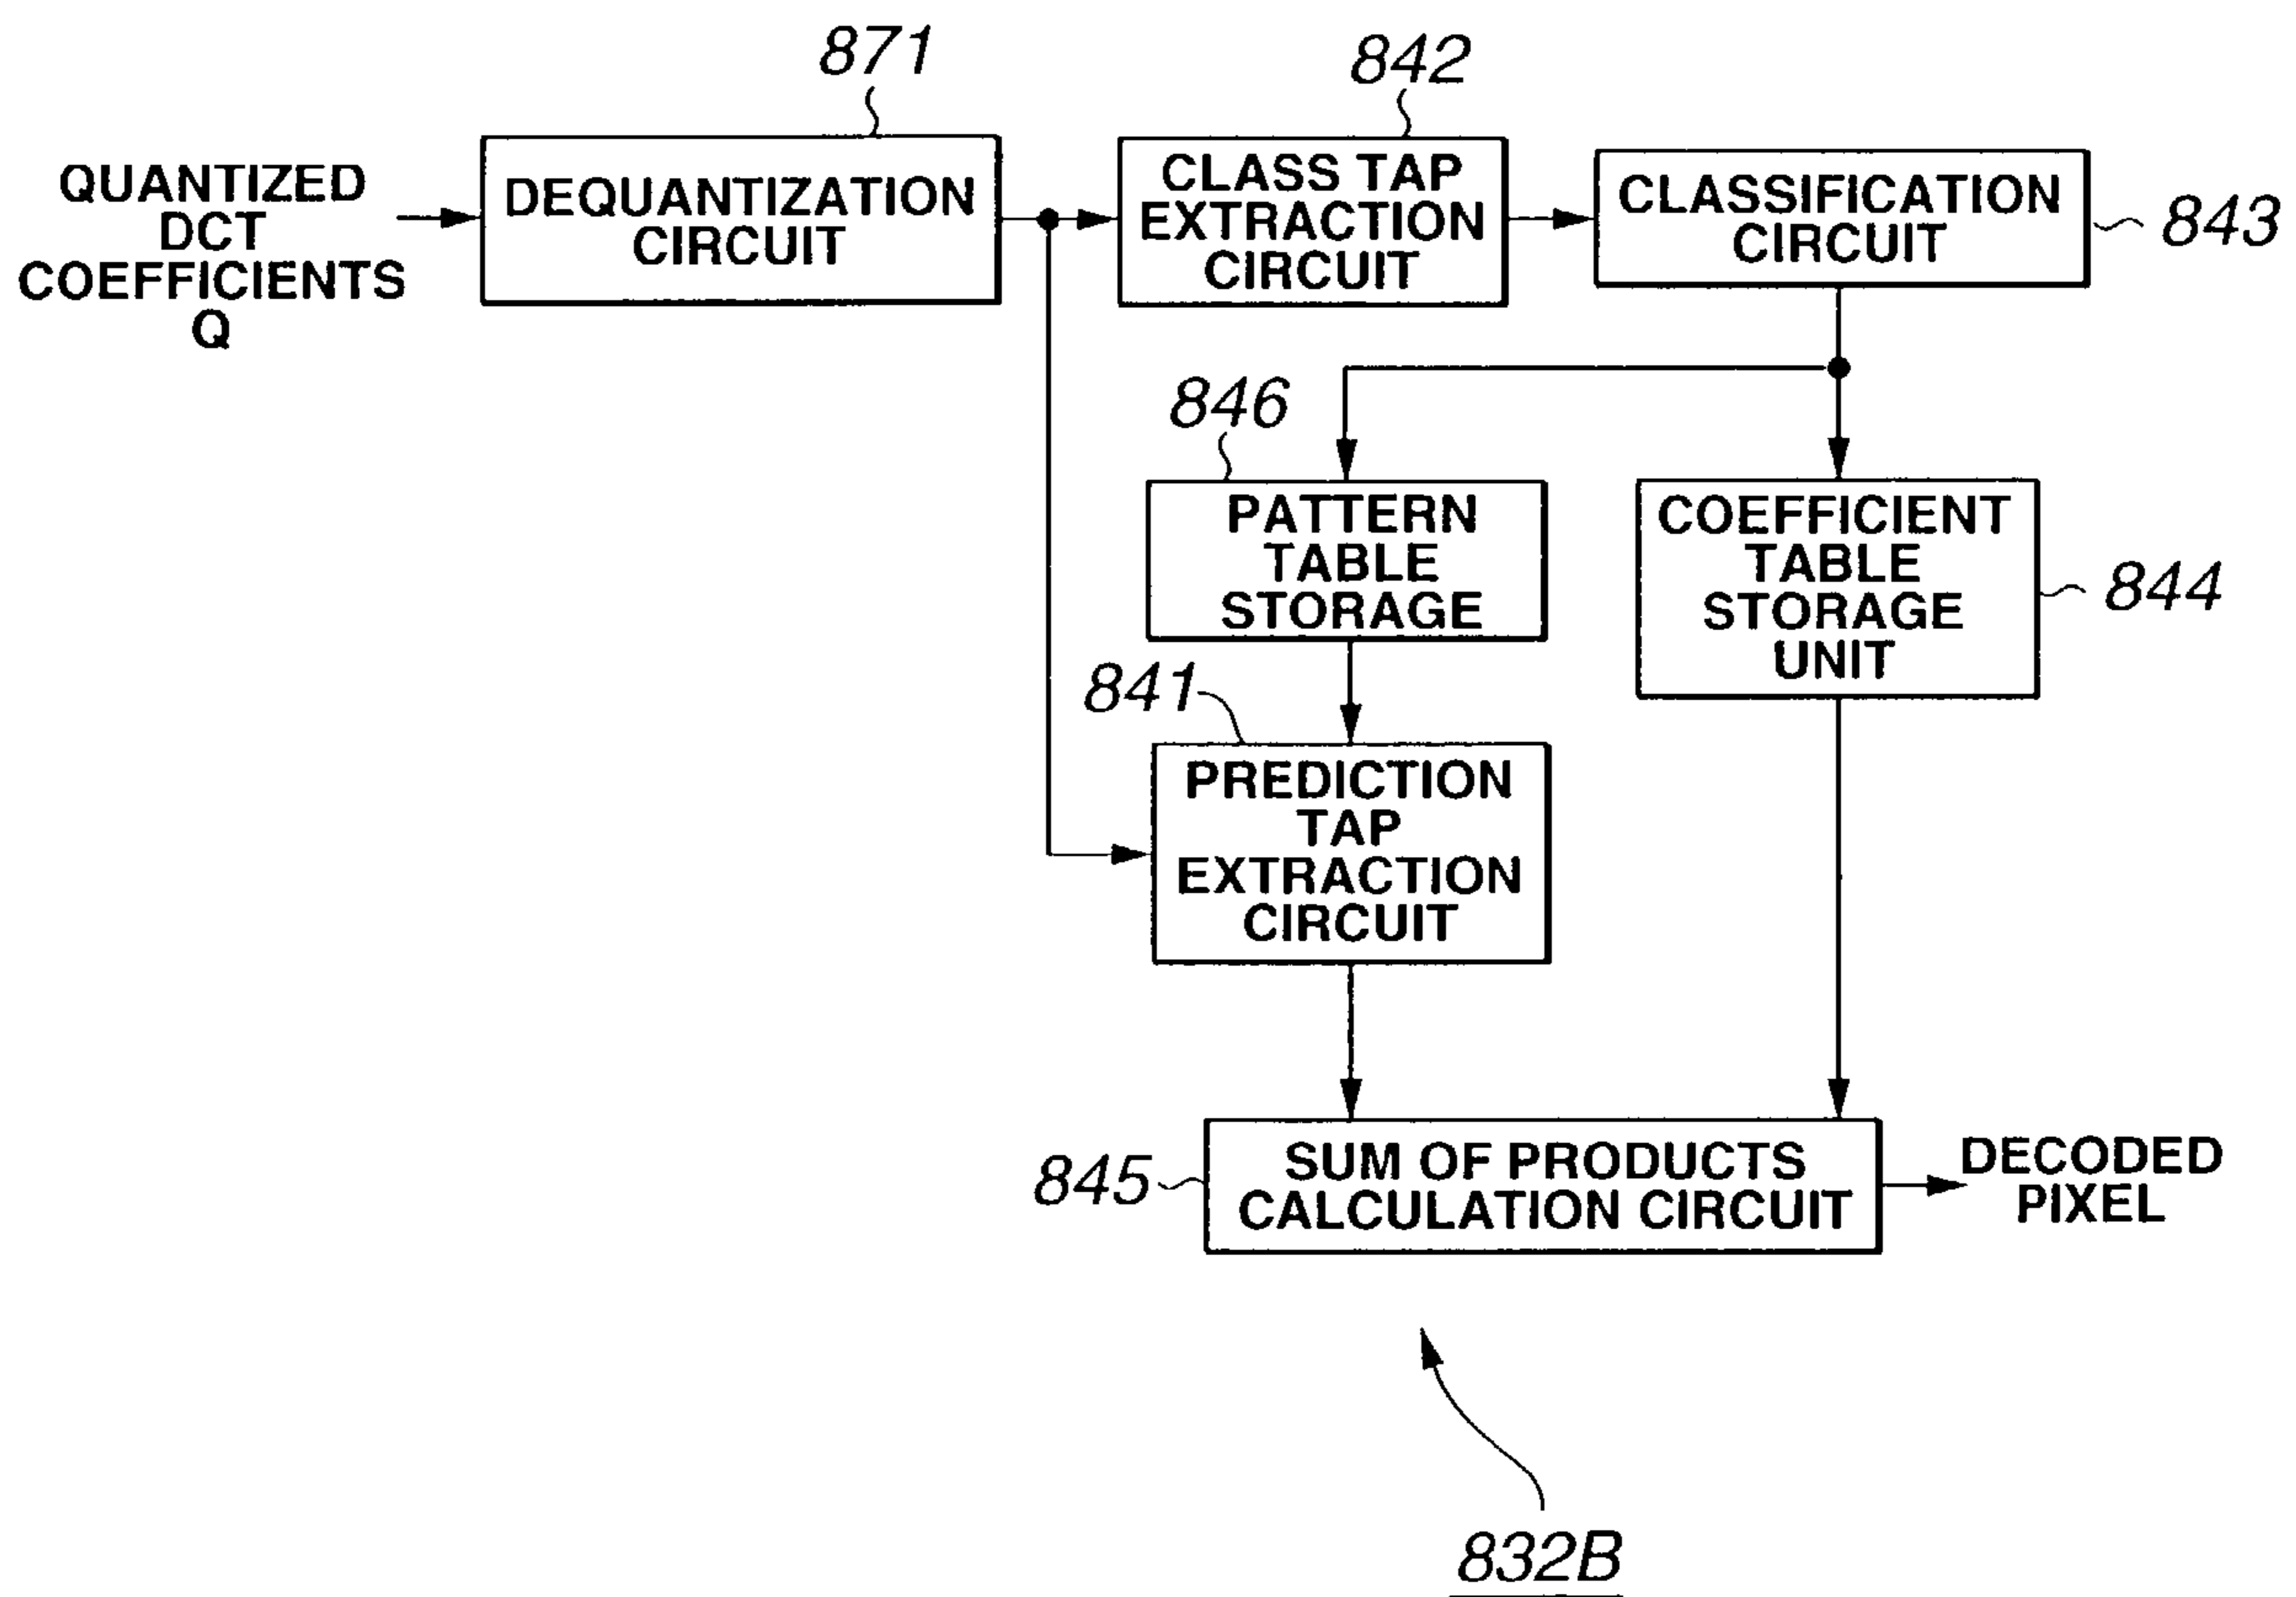 871
842
QUANTIZED
DCT
COEFFICIENTS
Q
DEQUANTIZATION
CIRCUIT
CLASS TAP
EXTRACTION
CIRCUIT
CLASSIFICATION
CIRCUIT
843
846
PATTERN
TABLE
STORAGE
COEFFICIENT
TABLE
STORAGE
UNIT
844
841
PREDICTION
TAP
EXTRACTION
CIRCUIT
845
SUM OF PRODUCTS
CALCULATION CIRCUIT
DECODED
PIXEL
832B